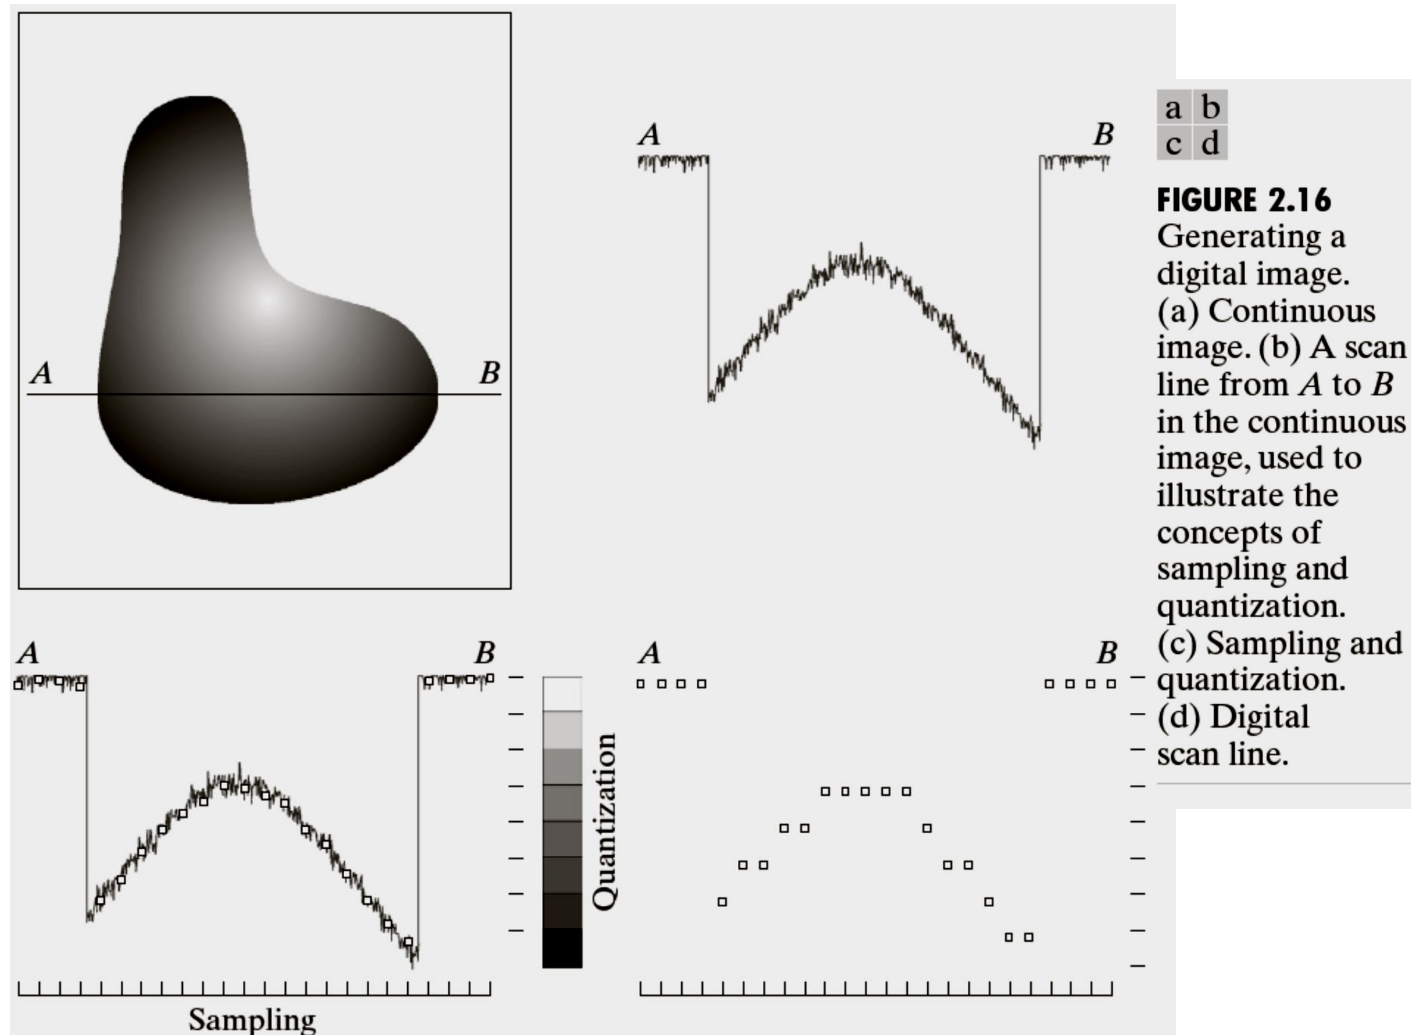 A B
A B
A B
Quantization
Sampling
A B
a b
c d
FIGURE 2.16
Generating a
digital image.
(a) Continuous
image. (b) A scan
line from A to B
in the continuous
image, used to
illustrate the
concepts of
sampling and
quantization.
(c) Sampling and
quantization.
(d) Digital
scan line.